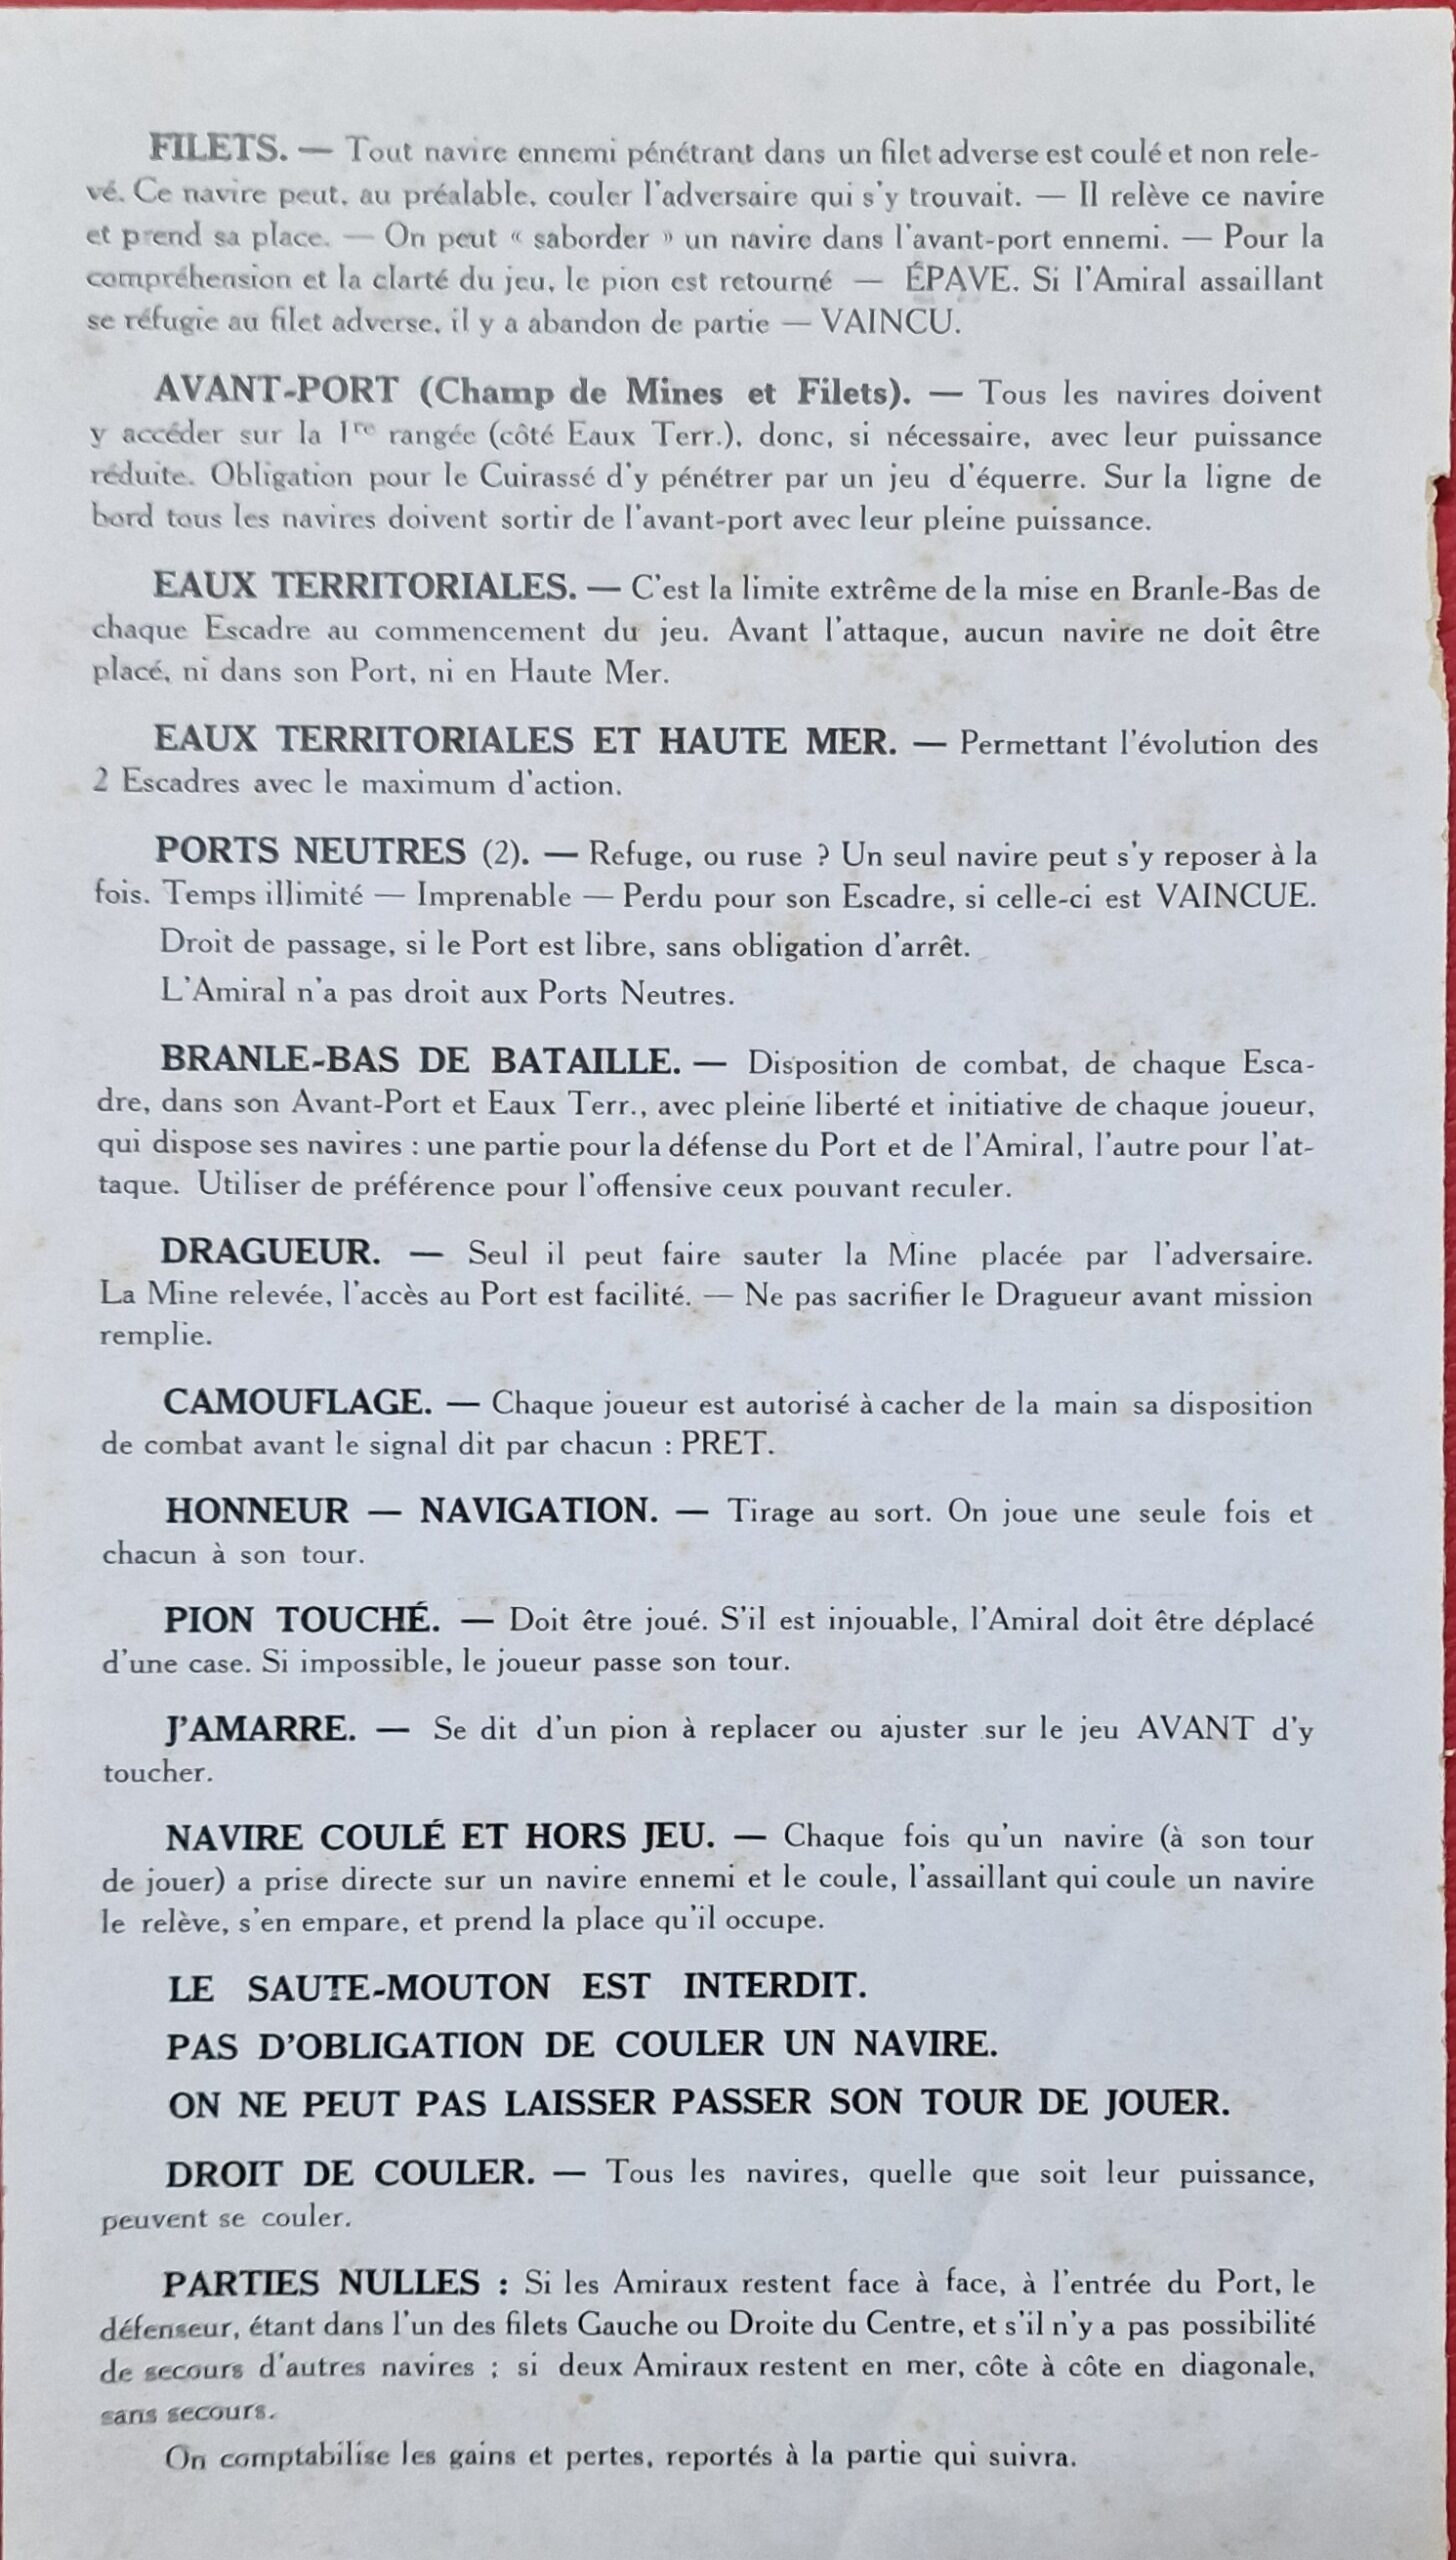 FILETS. — Tout navire ennemi pénétrant dans un filet adverse est coulé et non rele-
vé. Ce navire peut, au préalable, couler l'adversaire qui s'y trouvait. — Il relève ce navire
et prend sa place. — On peut « saborder » un navire dans l'avant-port ennemi. — Pour la
compréhension et la clarté du jeu, le pion est retourné — ÉPAVE. Si l'Amiral assaillant
se réfugie au filet adverse, il y a abandon de partie — VAINCU.
AVANT-PORT (Champ de Mines et Filets). — Tous les navires doivent
y accéder sur la 1re rangée (côté Eaux Terr.), donc, si nécessaire, avec leur puissance
réduite. Obligation pour le Cuirassé d'y pénétrer par un jeu d'équerre. Sur la ligne de
bord tous les navires doivent sortir de l'avant-port avec leur pleine puissance.
EAUX TERRITORIALES. — C'est la limite extrême de la mise en Branle-Bas de
chaque Escadre au commencement du jeu. Avant l'attaque, aucun navire ne doit être
placé, ni dans son Port, ni en Haute Mer.
EAUX TERRITORIALES ET HAUTE MER. — Permettant l'évolution des
2 Escadres avec le maximum d'action.
PORTS NEUTRES (2). — Refuge, ou ruse ? Un seul navire peut s'y reposer à la
fois. Temps illimité — Imprenable — Perdu pour son Escadre, si celle-ci est VAINCUE.
Droit de passage, si le Port est libre, sans obligation d'arrêt.
L'Amiral n'a pas droit aux Ports Neutres.
BRANLE-BAS DE BATAILLE. — Disposition de combat, de chaque Esca-
dre, dans son Avant-Port et Eaux Terr., avec pleine liberté et initiative de chaque joueur,
qui dispose ses navires : une partie pour la défense du Port et de l'Amiral, l'autre pour l'at-
taque. Utiliser de préférence pour l'offensive ceux pouvant reculer.
DRAGUEUR. — Seul il peut faire sauter la Mine placée par l'adversaire.
La Mine relevée, l'accès au Port est facilité. — Ne pas sacrifier le Dragueur avant mission
remplie.
CAMOUFLAGE. — Chaque joueur est autorisé à cacher de la main sa disposition
de combat avant le signal dit par chacun : PRET.
HONNEUR — NAVIGATION. — Tirage au sort. On joue une seule fois et
chacun à son tour.
PION TOUCHÉ. — Doit être joué. S'il est injouable, l'Amiral doit être déplacé
d'une case. Si impossible, le joueur passe son tour.
J'AMARRE. — Se dit d'un pion à replacer ou ajuster sur le jeu AVANT d'y
toucher.
NAVIRE COULÉ ET HORS JEU. — Chaque fois qu'un navire (à son tour
de jouer) a prise directe sur un navire ennemi et le coule, l'assaillant qui coule un navire
le relève, s'en empare, et prend la place qu'il occupe.
LE SAUTE-MOUTON EST INTERDIT.
PAS D'OBLIGATION DE COULER UN NAVIRE.
ON NE PEUT PAS LAISSER PASSER SON TOUR DE JOUER.
DROIT DE COULER. — Tous les navires, quelle que soit leur puissance,
peuvent se couler.
PARTIES NULLES : Si les Amiraux restent face à face, à l'entrée du Port, le
défenseur, étant dans l'un des filets Gauche ou Droite du Centre, et s'il n'y a pas possibilité
de secours d'autres navires ; si deux Amiraux restent en mer, côte à côte en diagonale,
sans secours.
On comptabilise les gains et pertes, reportés à la partie qui suivra.